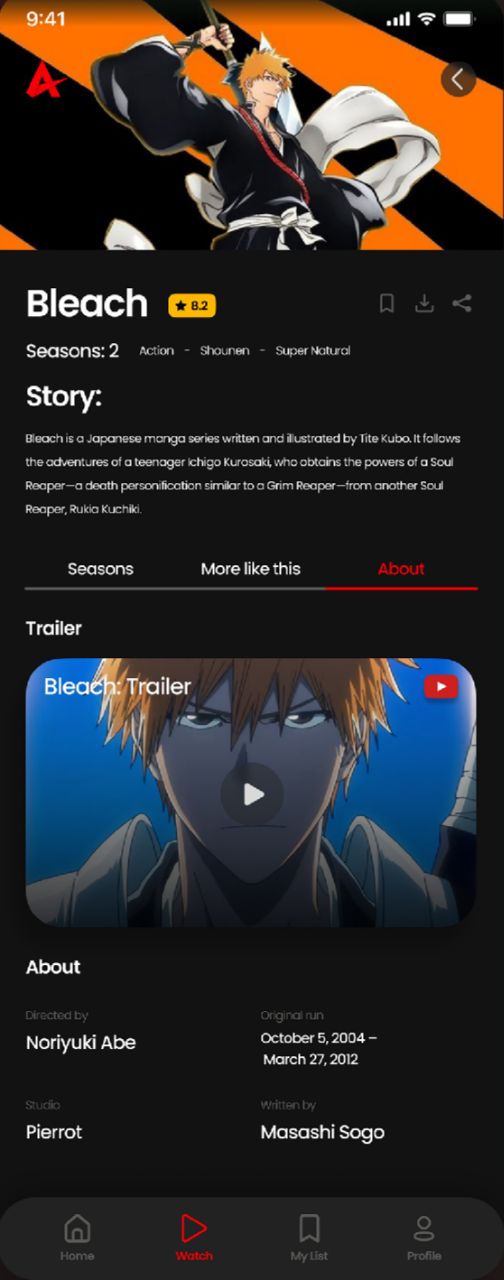 9:41
Bleach ★ 8.2
Seasons: 2 Action - Shounen - Super Natural
Story:
Bleach is a Japanese manga series written and illustrated by Tite Kubo. It follows
the adventures of a teenager Ichigo Kurosaki, who obtains the powers of a Soul
Reaper—a death personification similar to a Grim Reaper—from another Soul
Reaper, Rukia Kuchiki.
Seasons More like this About
Trailer
Bleach: Trailer
About
Directed by Original run
Noriyuki Abe October 5, 2004 –
March 27, 2012
Studio Written by
Pierrot Masashi Sogo
Home Watch My List Profile